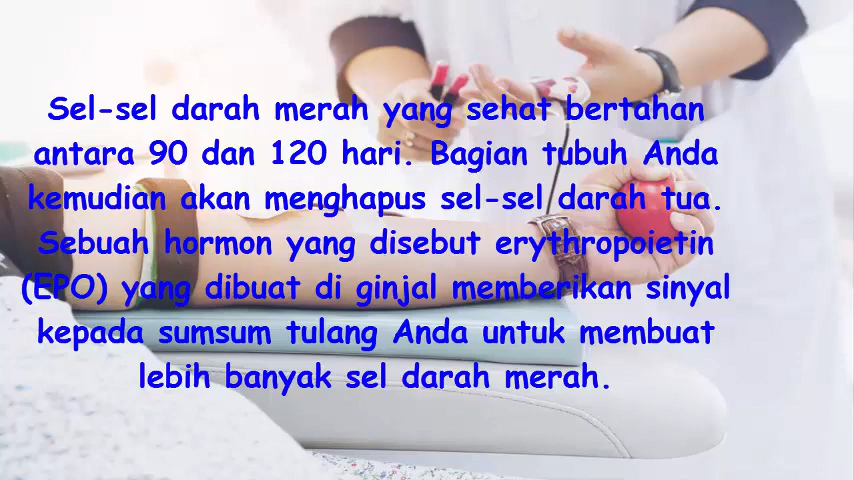 Sel-sel darah merah yang sehat bertahan
antara 90 dan 120 hari. Bagian tubuh Anda
kemudian akan menghapus sel-sel darah tua.
Sebuah hormon yang disebut erythropoietin
(EPO) yang dibuat di ginjal memberikan sinyal
kepada sumsum tulang Anda untuk membuat
lebih banyak sel darah merah.